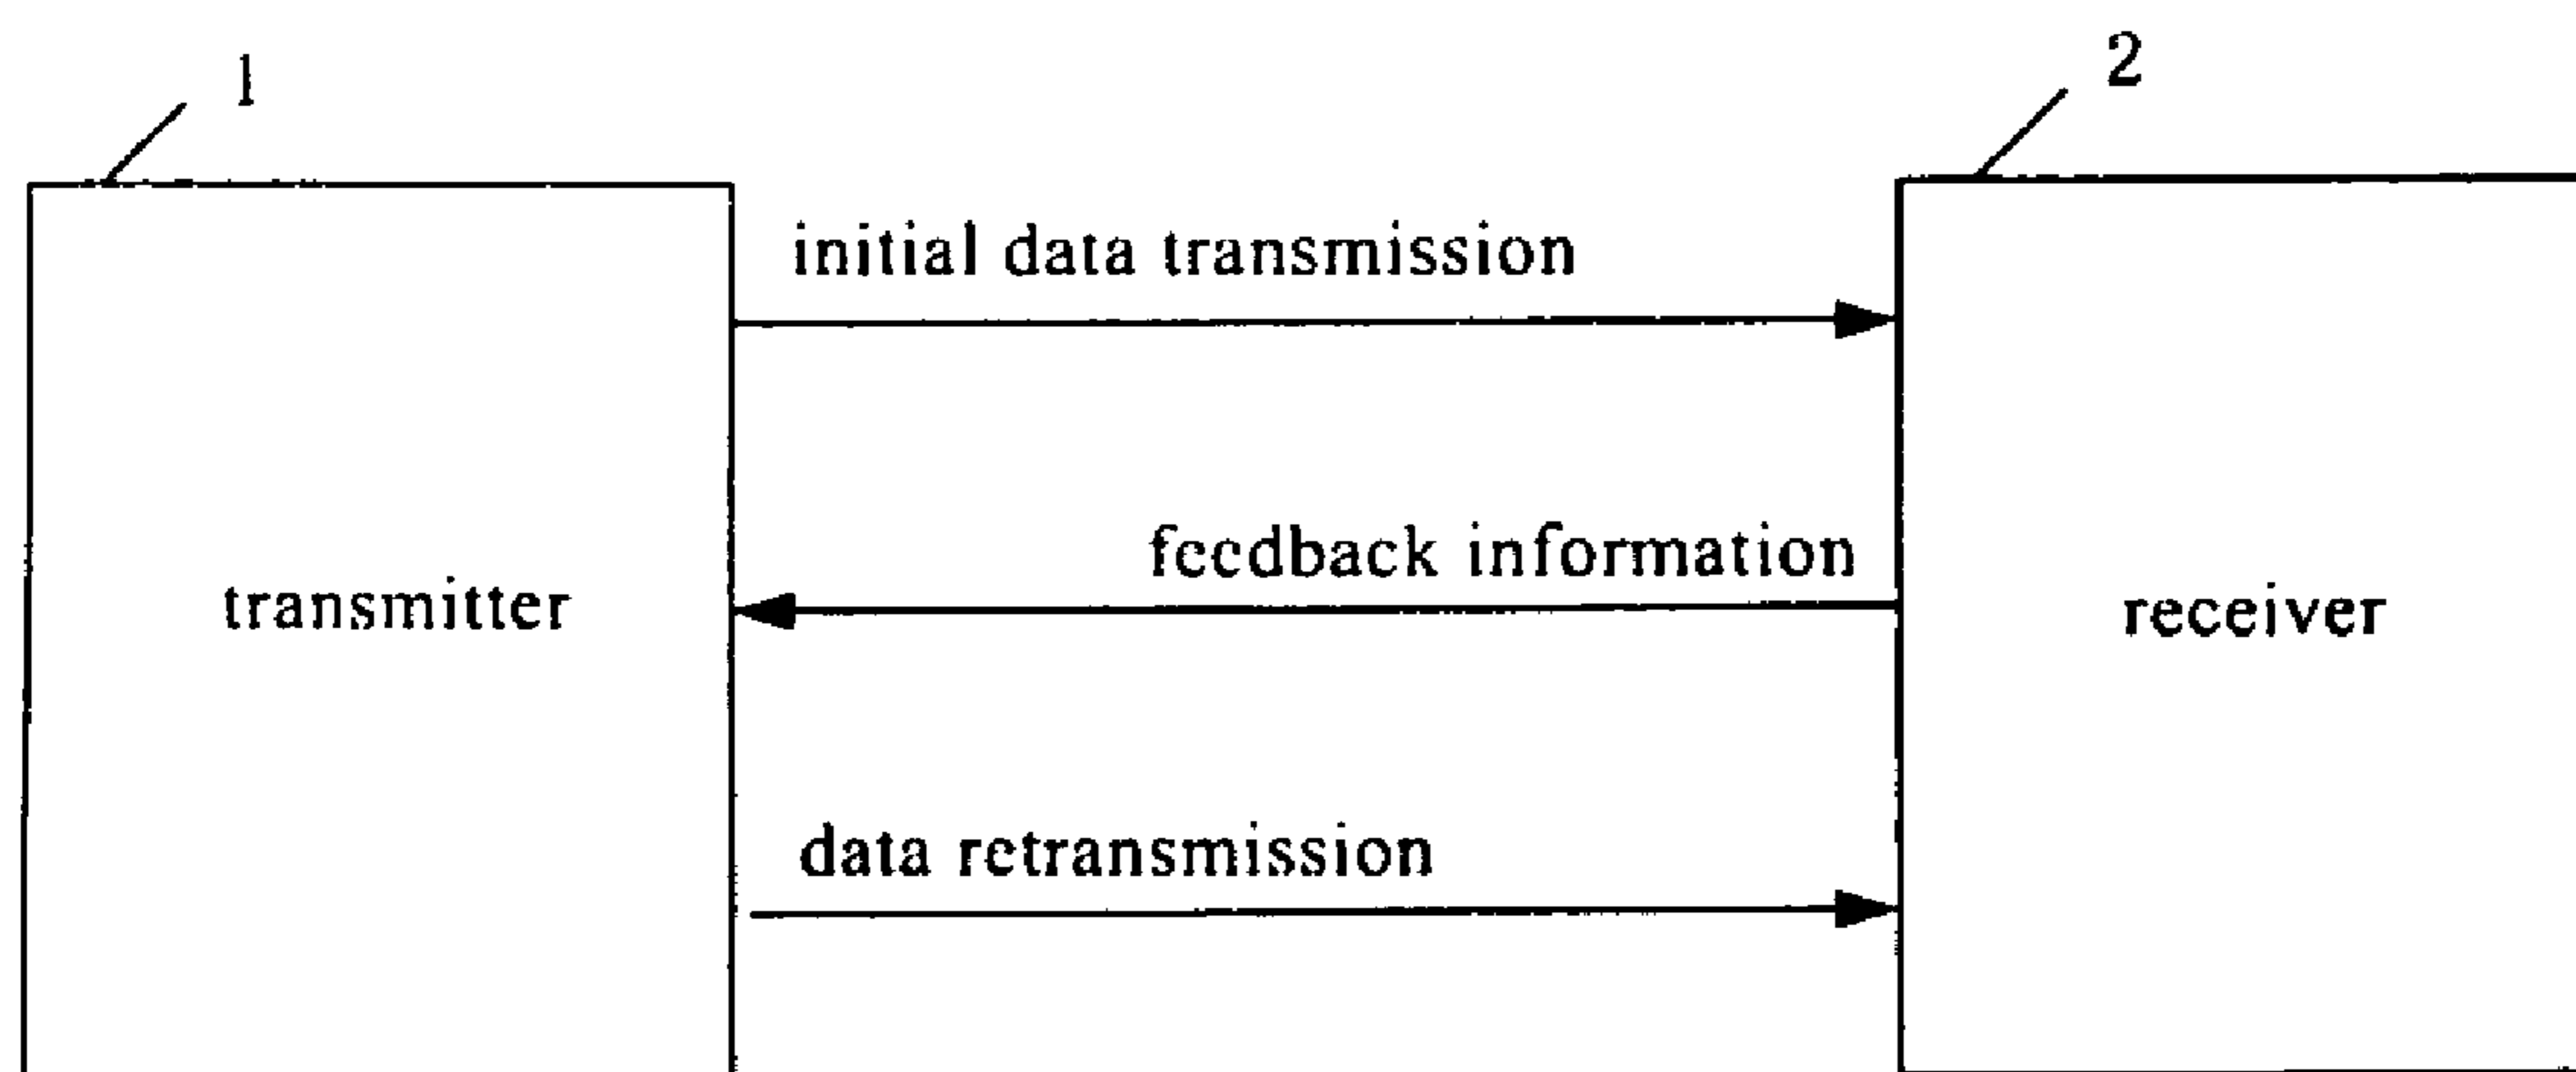 1
2
initial data transmission
feedback information
transmitter
receiver
data retransmission